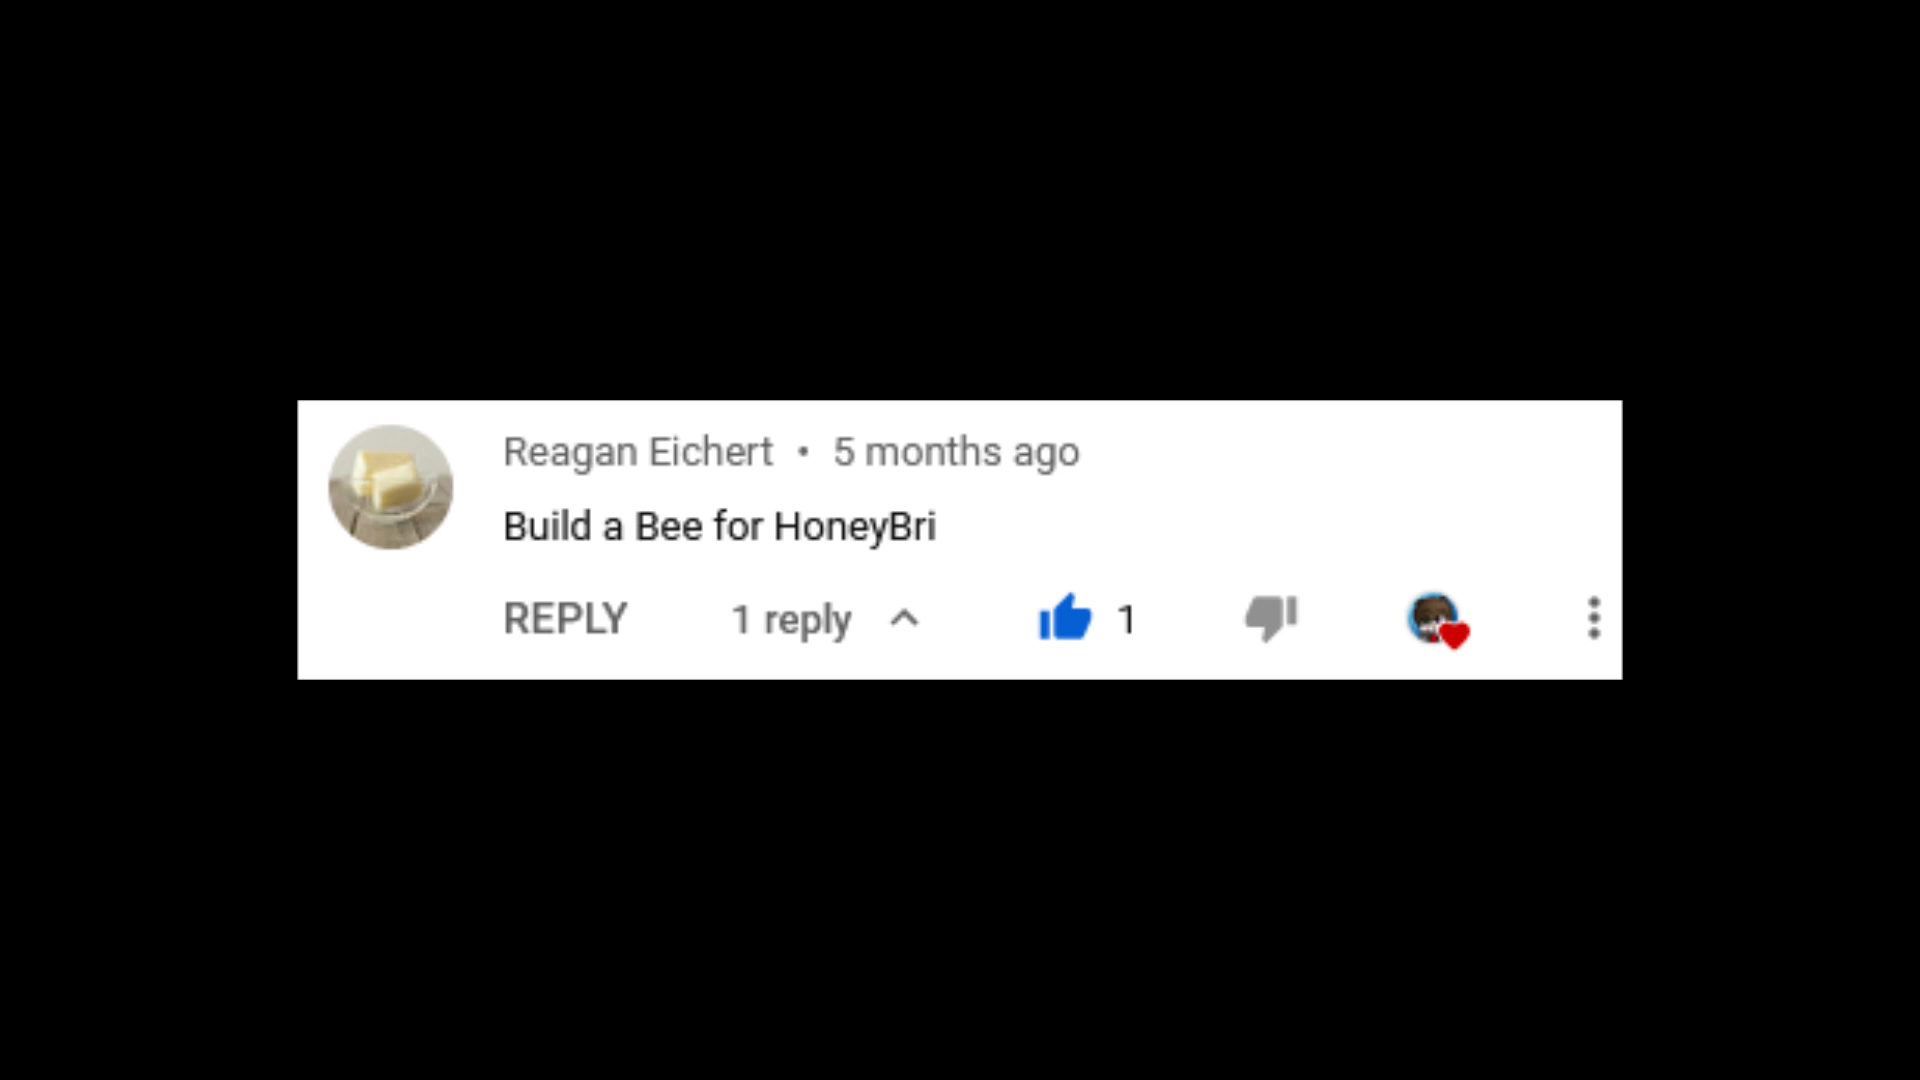 Reagan Eichert • 5 months ago
Build a Bee for HoneyBri
REPLY 1 reply 1